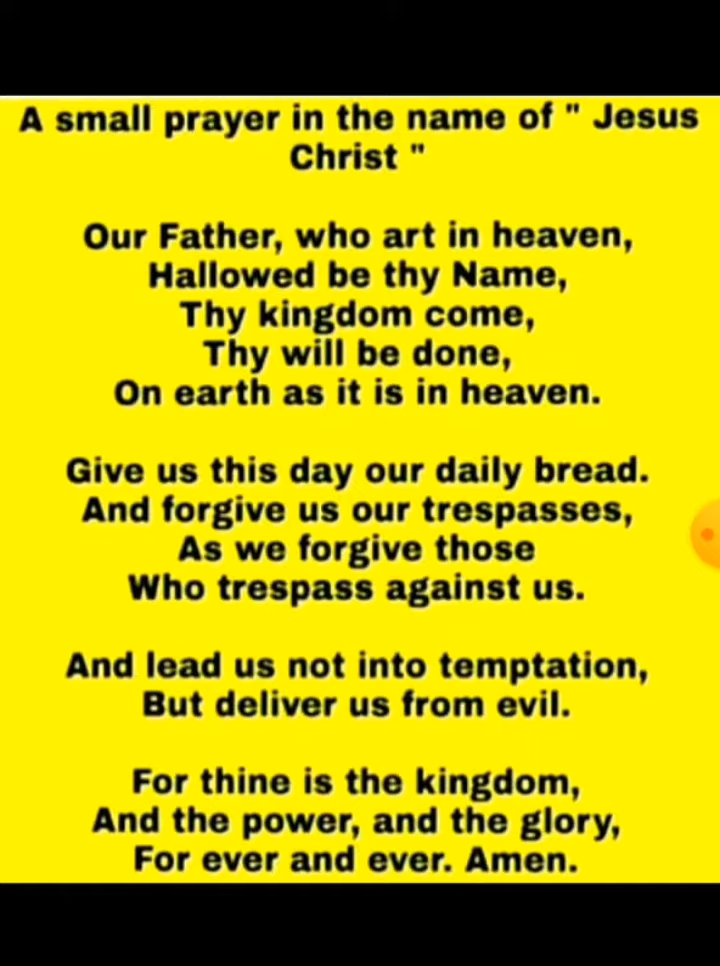 A small prayer in the name of " Jesus
Christ "
Our Father, who art in heaven,
Hallowed be thy Name,
Thy kingdom come,
Thy will be done,
On earth as it is in heaven.
Give us this day our daily bread.
And forgive us our trespasses,
As we forgive those
Who trespass against us.
And lead us not into temptation,
But deliver us from evil.
For thine is the kingdom,
And the power, and the glory,
For ever and ever. Amen.